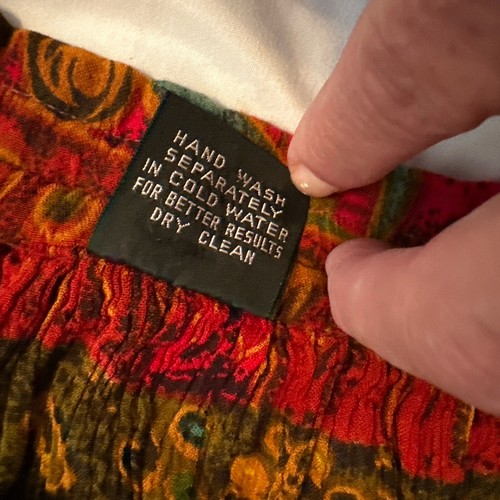 HAND WASH
SEPARATELY
IN COLD WATER
FOR BETTER RESULTS
DRY CLEAN